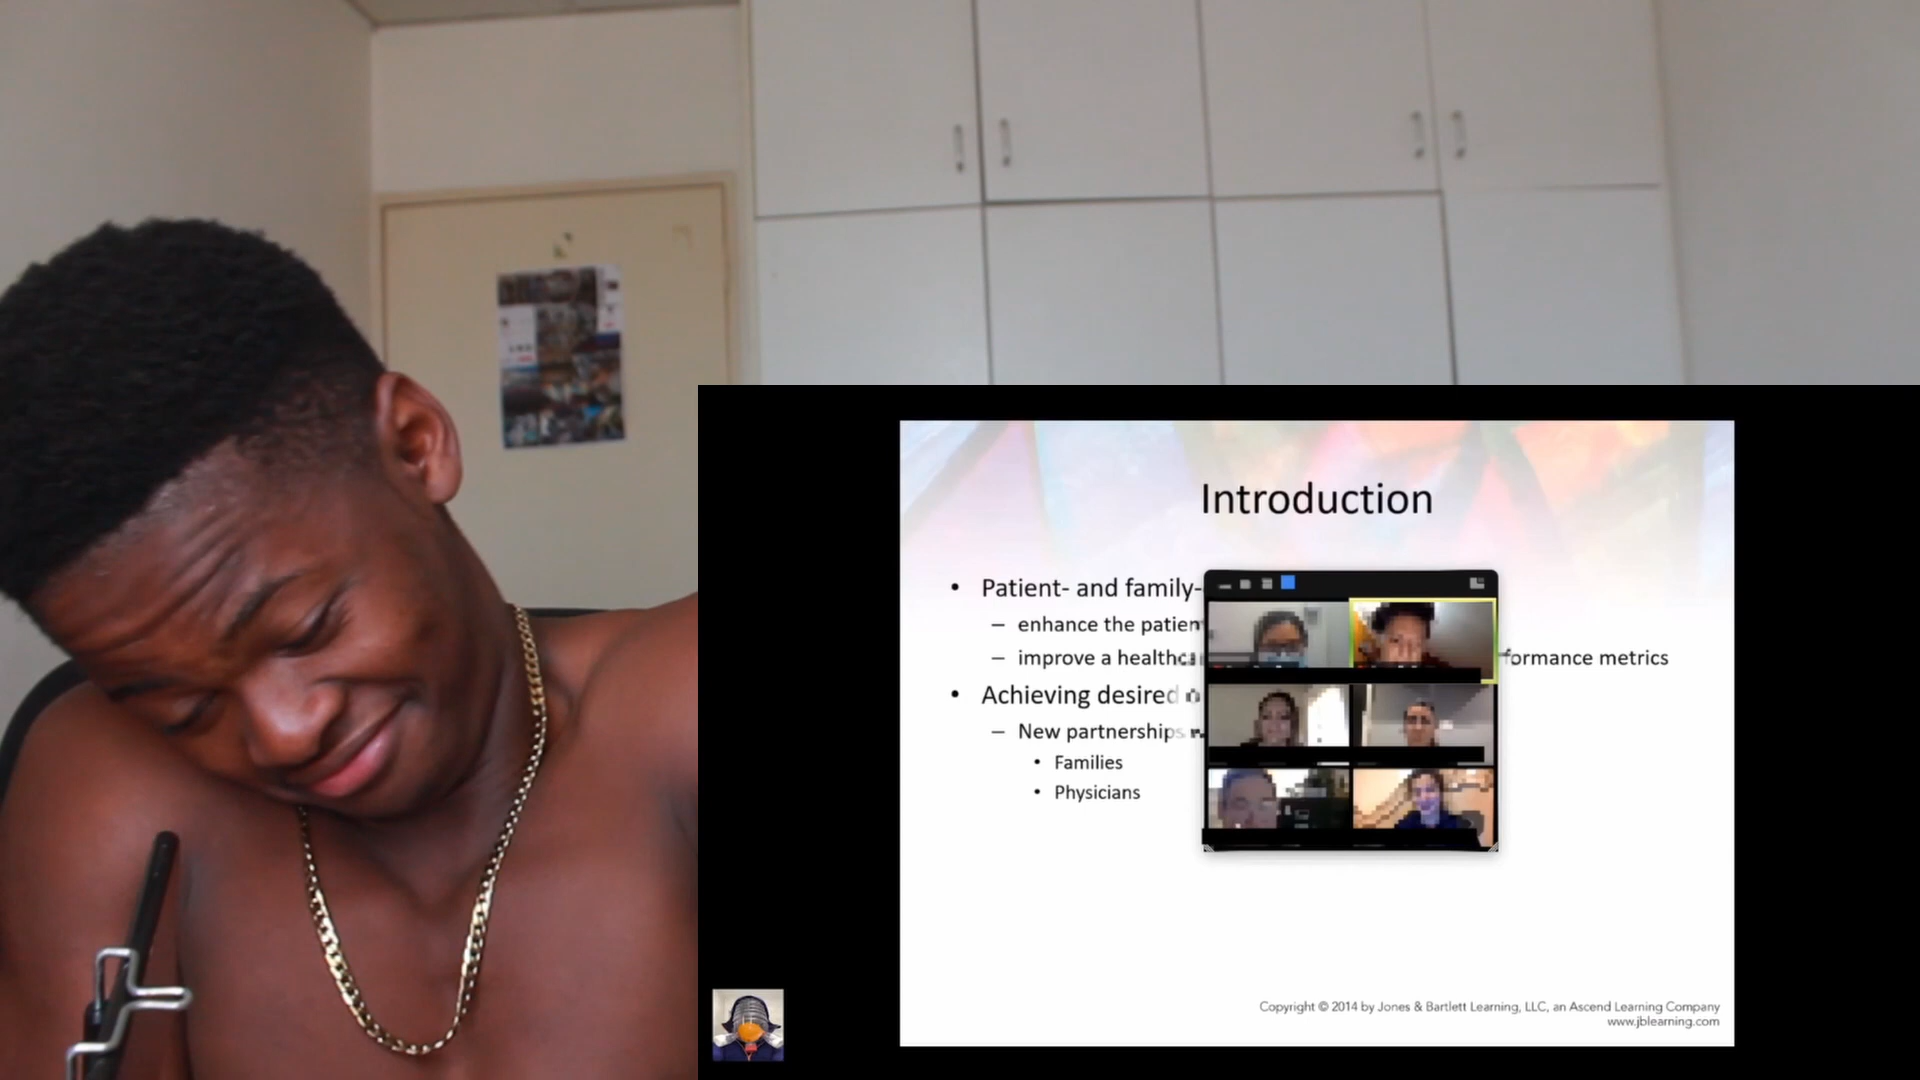 Introduction
• Patient- and family-
– enhance the patien
– improve a healthca formance metrics
• Achieving desired
– New partnerships
• Families
• Physicians
Copyright © 2014 by Jones & Bartlett Learning, LLC, an Ascend Learning Company
www.jblearning.com